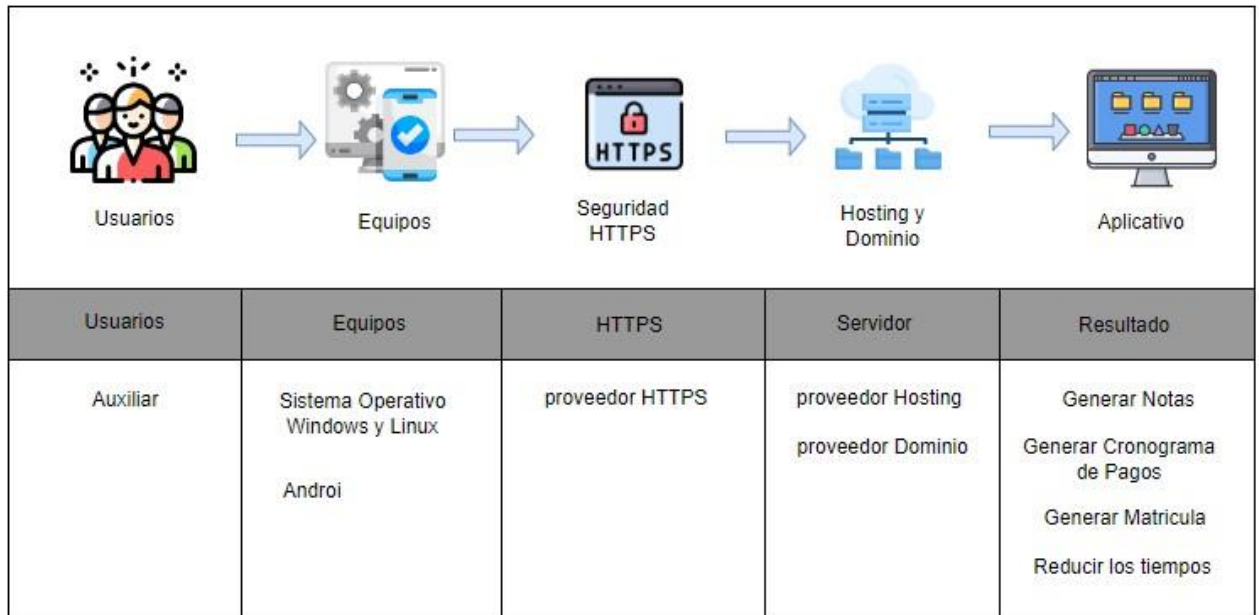 HTTPS
Usuarios
Equipos
Seguridad
HTTPS
Hosting y
Dominio
Aplicativo
Usuarios
Equipos
HTTPS
Servidor
Resultado
Auxiliar
Sistema Operativo
Windows y Linux
Androi
proveedor HTTPS
proveedor Hosting
proveedor Dominio
Generar Notas
Generar Cronograma
de Pagos
Generar Matricula
Reducir los tiempos